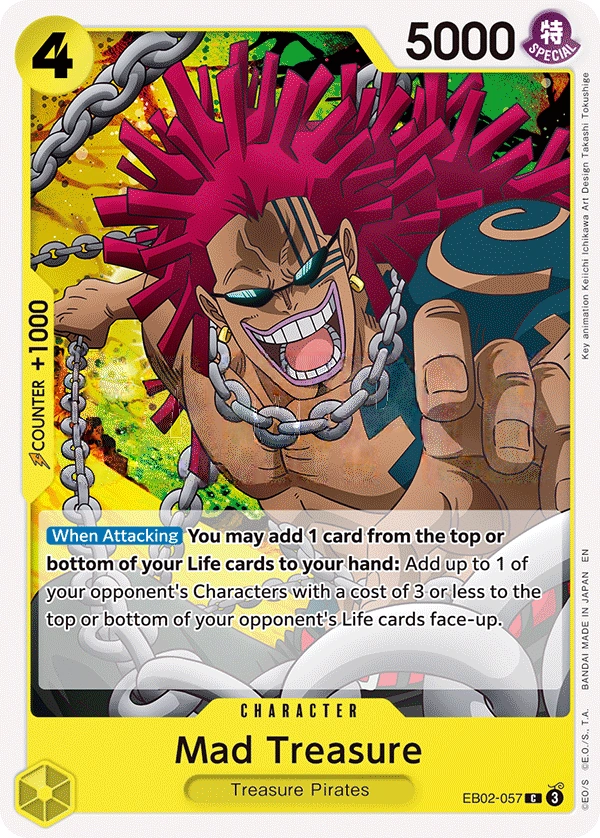 4
5000
特
SPECIAL
COUNTER +1000
When Attacking You may add 1 card from the top or
bottom of your Life cards to your hand: Add up to 1 of
your opponent's Characters with a cost of 3 or less to the
top or bottom of your opponent's Life cards face-up.
CHARACTER
Mad Treasure
Treasure Pirates
EB02-057 C 3
Key animation Keiichi Ichikawa Art Design Takashi Tokushige
©EO/S ©E.O./S., T.A. BANDAI MADE IN JAPAN EN